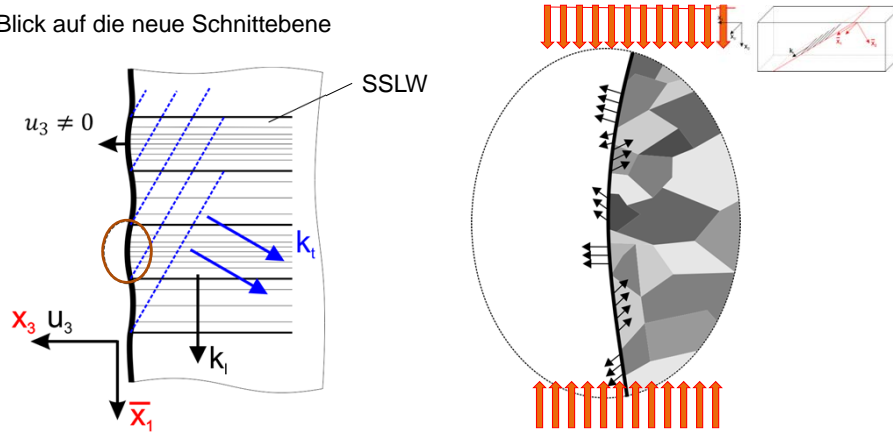 Blick auf die neue Schnittebene
SSLW
u₃ ≠ 0
kₜ
x₃ u₃
kₗ
x̅₁